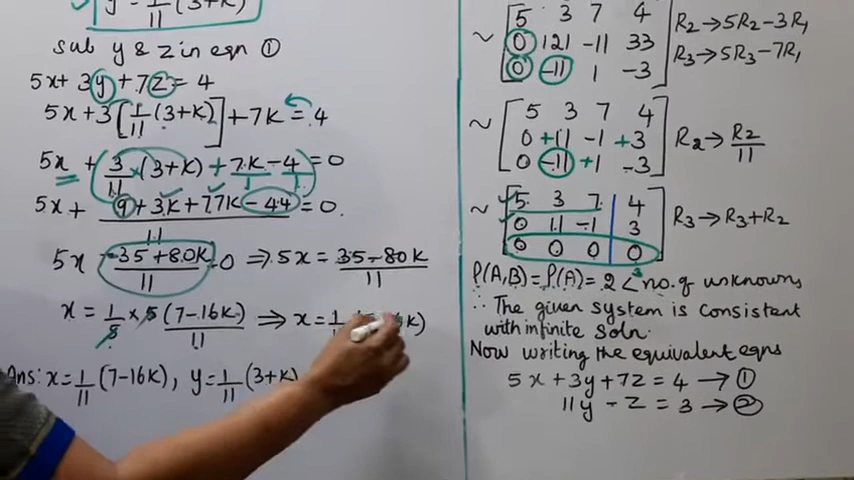 y = 1/11 (3+k)
Sub y & z in eqn ①
5x + 3y + 7z = 4
5x + 3[1/11 (3+k)] + 7k = 4
5x + 3/11 × (3+k) + 7k/1 - 4/1 = 0
5x + (9 + 3k + 77k - 44)/11 = 0.
5x (-35 + 80k)/11 = 0 ⇒ 5x = (35 - 80k)/11
x = 1/5 × 5(7-16k)/11 ⇒ x = 1
k)
Ans: x = 1/11 (7-16k), y = 1/11 (3+k)
~ [5 3 7 4
0 121 -11 33
0 -11 1 -3]
R2 → 5R2 - 3R1
R3 → 5R3 - 7R1
~ [5 3 7 4
0 +11 -1 +3
0 -11 +1 -3]
R2 → R2/11
~ [5 3 7 | 4
0 11 -1 | 3
0 0 0 | 0]
R3 → R3 + R2
ρ(A,B) = ρ(A) = 2 < no. of unknowns
3
∴ The given system is consistent
with infinite soln.
Now writing the equivalent eqns
5x + 3y + 7z = 4 → ①
11y - z = 3 → ②